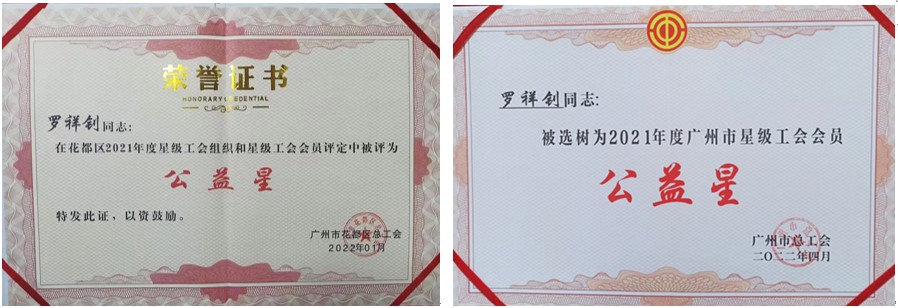 荣誉证书
HONORARY CREDENTIAL
罗祥钊同志:
在花都区2021年度星级工会组织和星级工会会员评定中被评为
公益星
特发此证，以资鼓励。
广州市花都区总工会
2022年01月
罗祥钊同志:
被选树为2021年度广州市星级工会会员
公益星
广州市总工会
二〇二二年四月